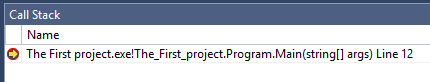 Call Stack
Name
The First project.exe!The_First_project.Program.Main(string[] args) Line 12